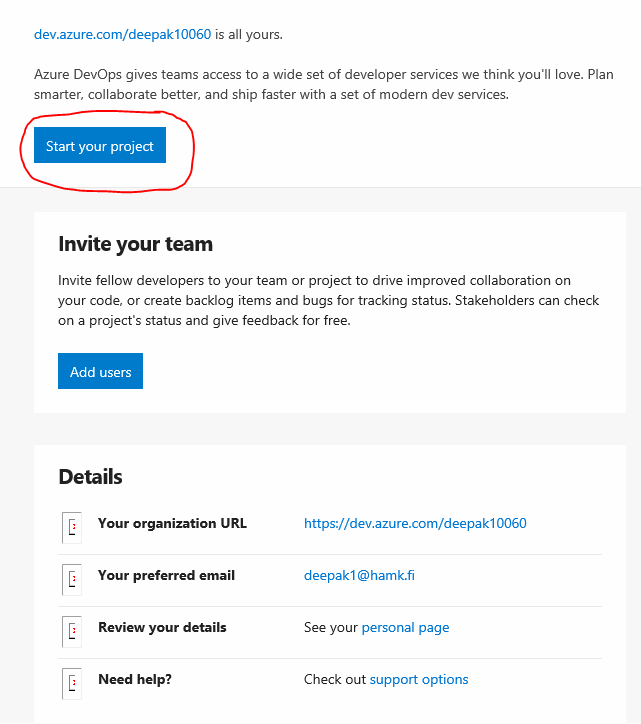 dev.azure.com/deepak10060 is all yours.
Azure DevOps gives teams access to a wide set of developer services we think you'll love. Plan
smarter, collaborate better, and ship faster with a set of modern dev services.
Start your project
Invite your team
Invite fellow developers to your team or project to drive improved collaboration on
your code, or create backlog items and bugs for tracking status. Stakeholders can check
on a project's status and give feedback for free.
Add users
Details
Your organization URL https://dev.azure.com/deepak10060
Your preferred email deepak1@hamk.fi
Review your details See your personal page
Need help? Check out support options